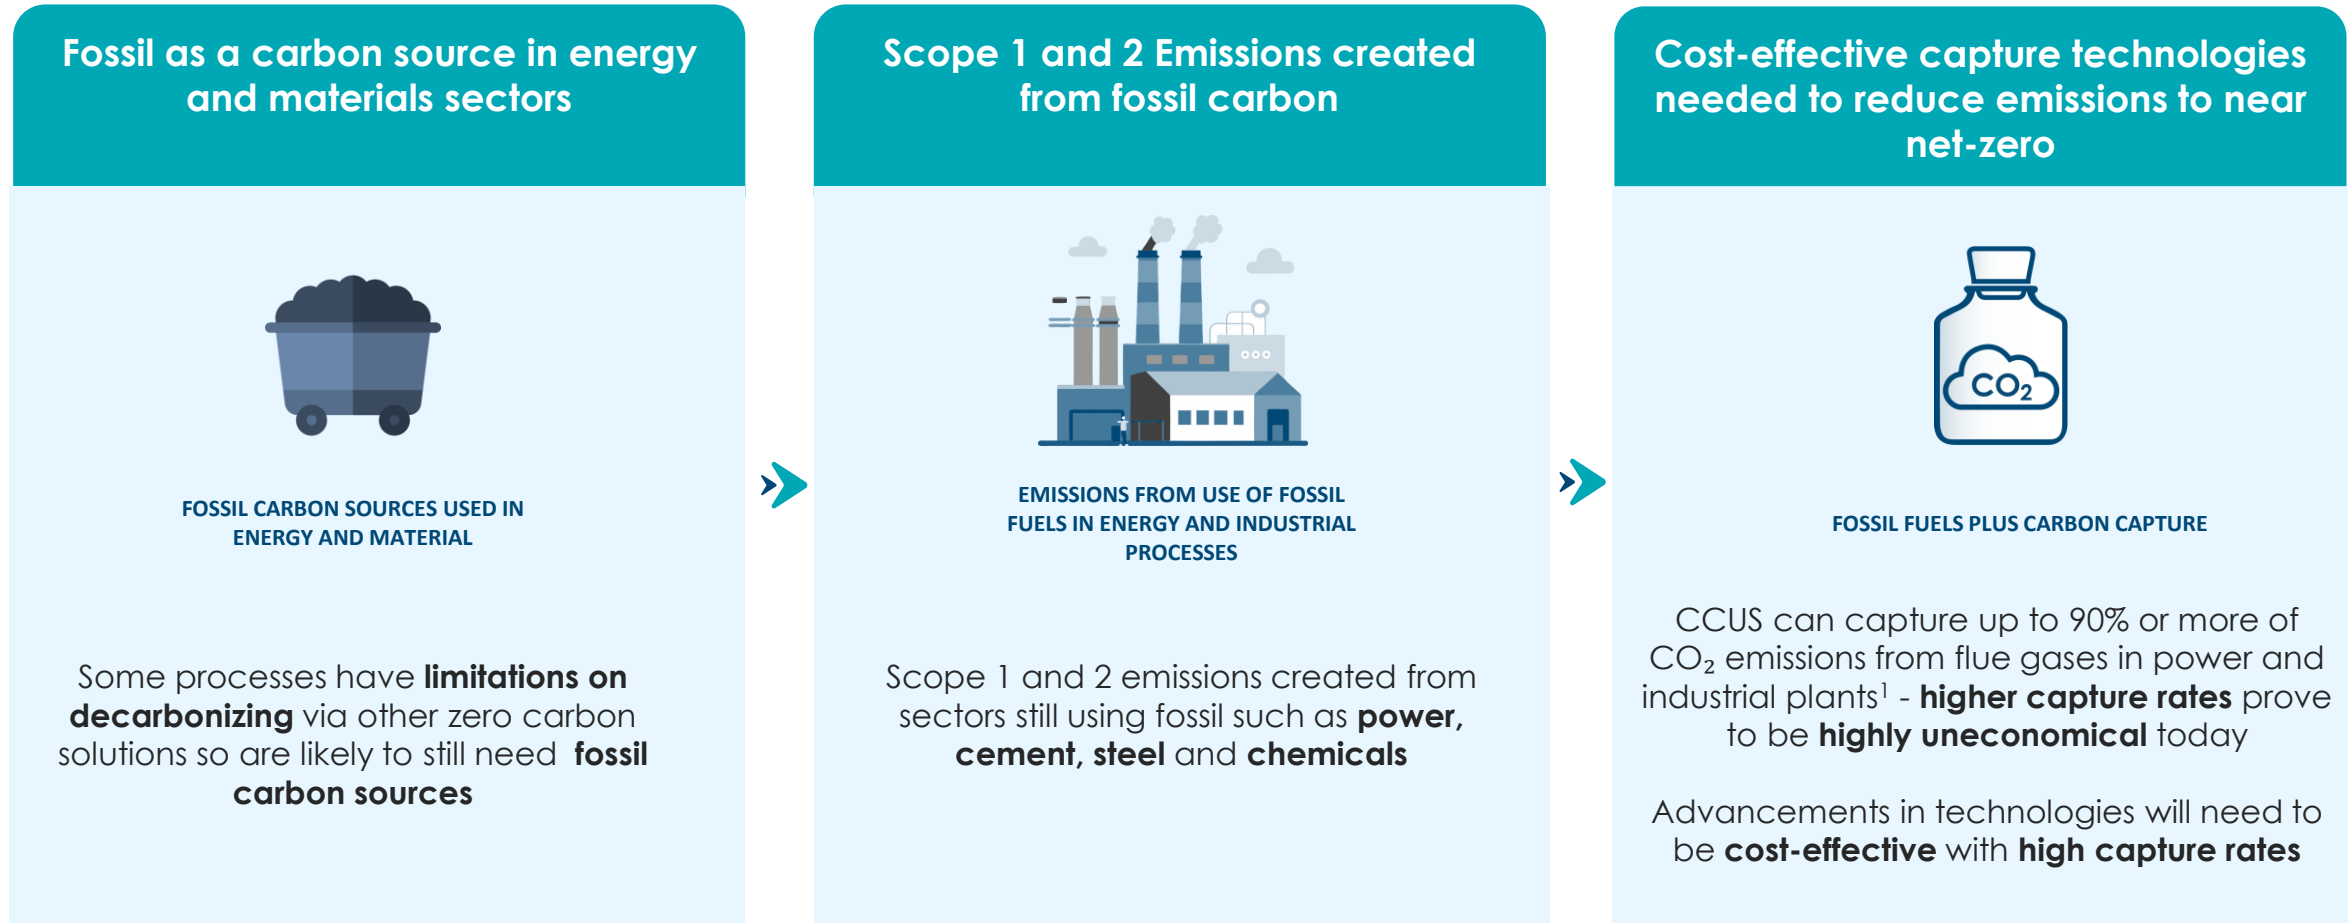 Fossil as a carbon source in energy
and materials sectors
FOSSIL CARBON SOURCES USED IN
ENERGY AND MATERIAL
Some processes have limitations on
decarbonizing via other zero carbon
solutions so are likely to still need fossil
carbon sources
Scope 1 and 2 Emissions created
from fossil carbon
EMISSIONS FROM USE OF FOSSIL
FUELS IN ENERGY AND INDUSTRIAL
PROCESSES
Scope 1 and 2 emissions created from
sectors still using fossil such as power,
cement, steel and chemicals
Cost-effective capture technologies
needed to reduce emissions to near
net-zero
CO₂
FOSSIL FUELS PLUS CARBON CAPTURE
CCUS can capture up to 90% or more of
CO₂ emissions from flue gases in power and
industrial plants¹ - higher capture rates prove
to be highly uneconomical today
Advancements in technologies will need to
be cost-effective with high capture rates